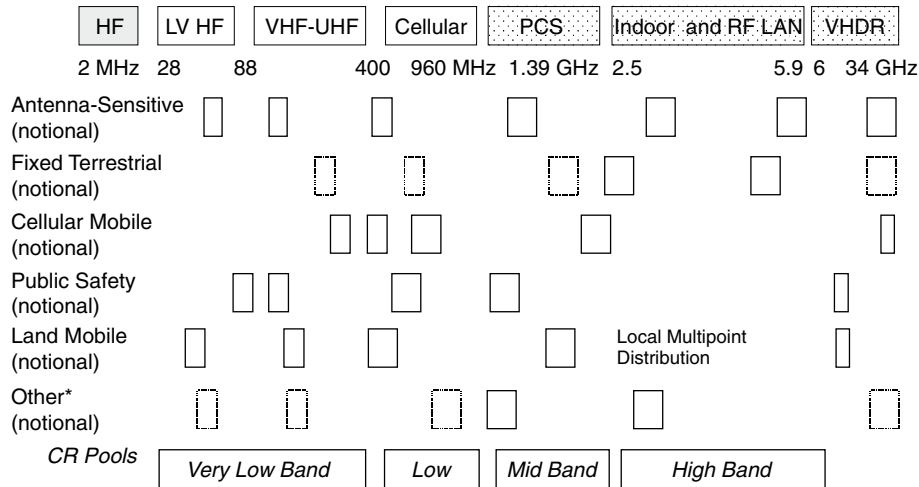 HF LV HF VHF-UHF Cellular PCS Indoor and RF LAN VHDR
2 MHz 28 88 400 960 MHz 1.39 GHz 2.5 5.9 6 34 GHz
Antenna-Sensitive
(notional)
Fixed Terrestrial
(notional)
Cellular Mobile
(notional)
Public Safety
(notional)
Land Mobile
(notional)
Local Multipoint
Distribution
Other*
(notional)
CR Pools Very Low Band Low Mid Band High Band